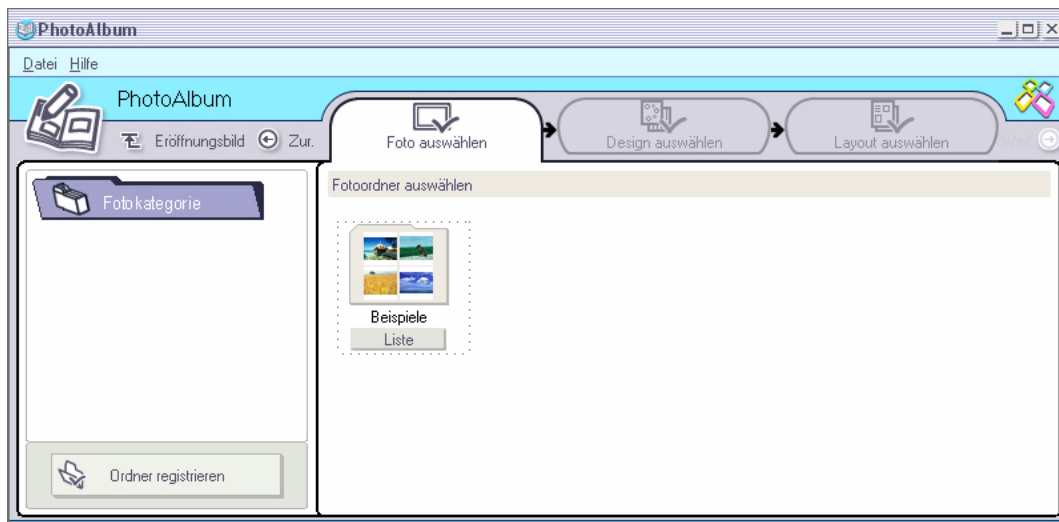 PhotoAlbum
Datei Hilfe
PhotoAlbum
Eröffnungsbild Zur.
Foto auswählen
Design auswählen
Layout auswählen
Weit.
Fotokategorie
Fotoordner auswählen
Beispiele
Liste
Ordner registrieren